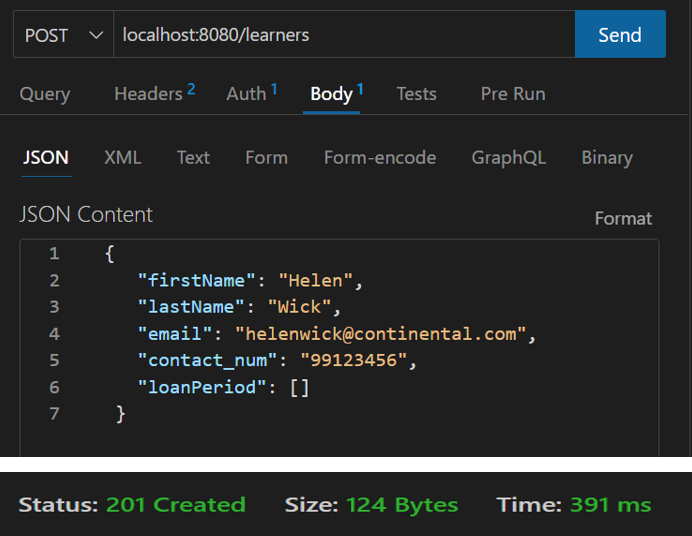 POST localhost:8080/learners Send
Query Headers 2 Auth 1 Body 1 Tests Pre Run
JSON XML Text Form Form-encode GraphQL Binary
JSON Content Format
1 {
2 "firstName": "Helen",
3 "lastName": "Wick",
4 "email": "helenwick@continental.com",
5 "contact_num": "99123456",
6 "loanPeriod": []
7 }
Status: 201 Created Size: 124 Bytes Time: 391 ms